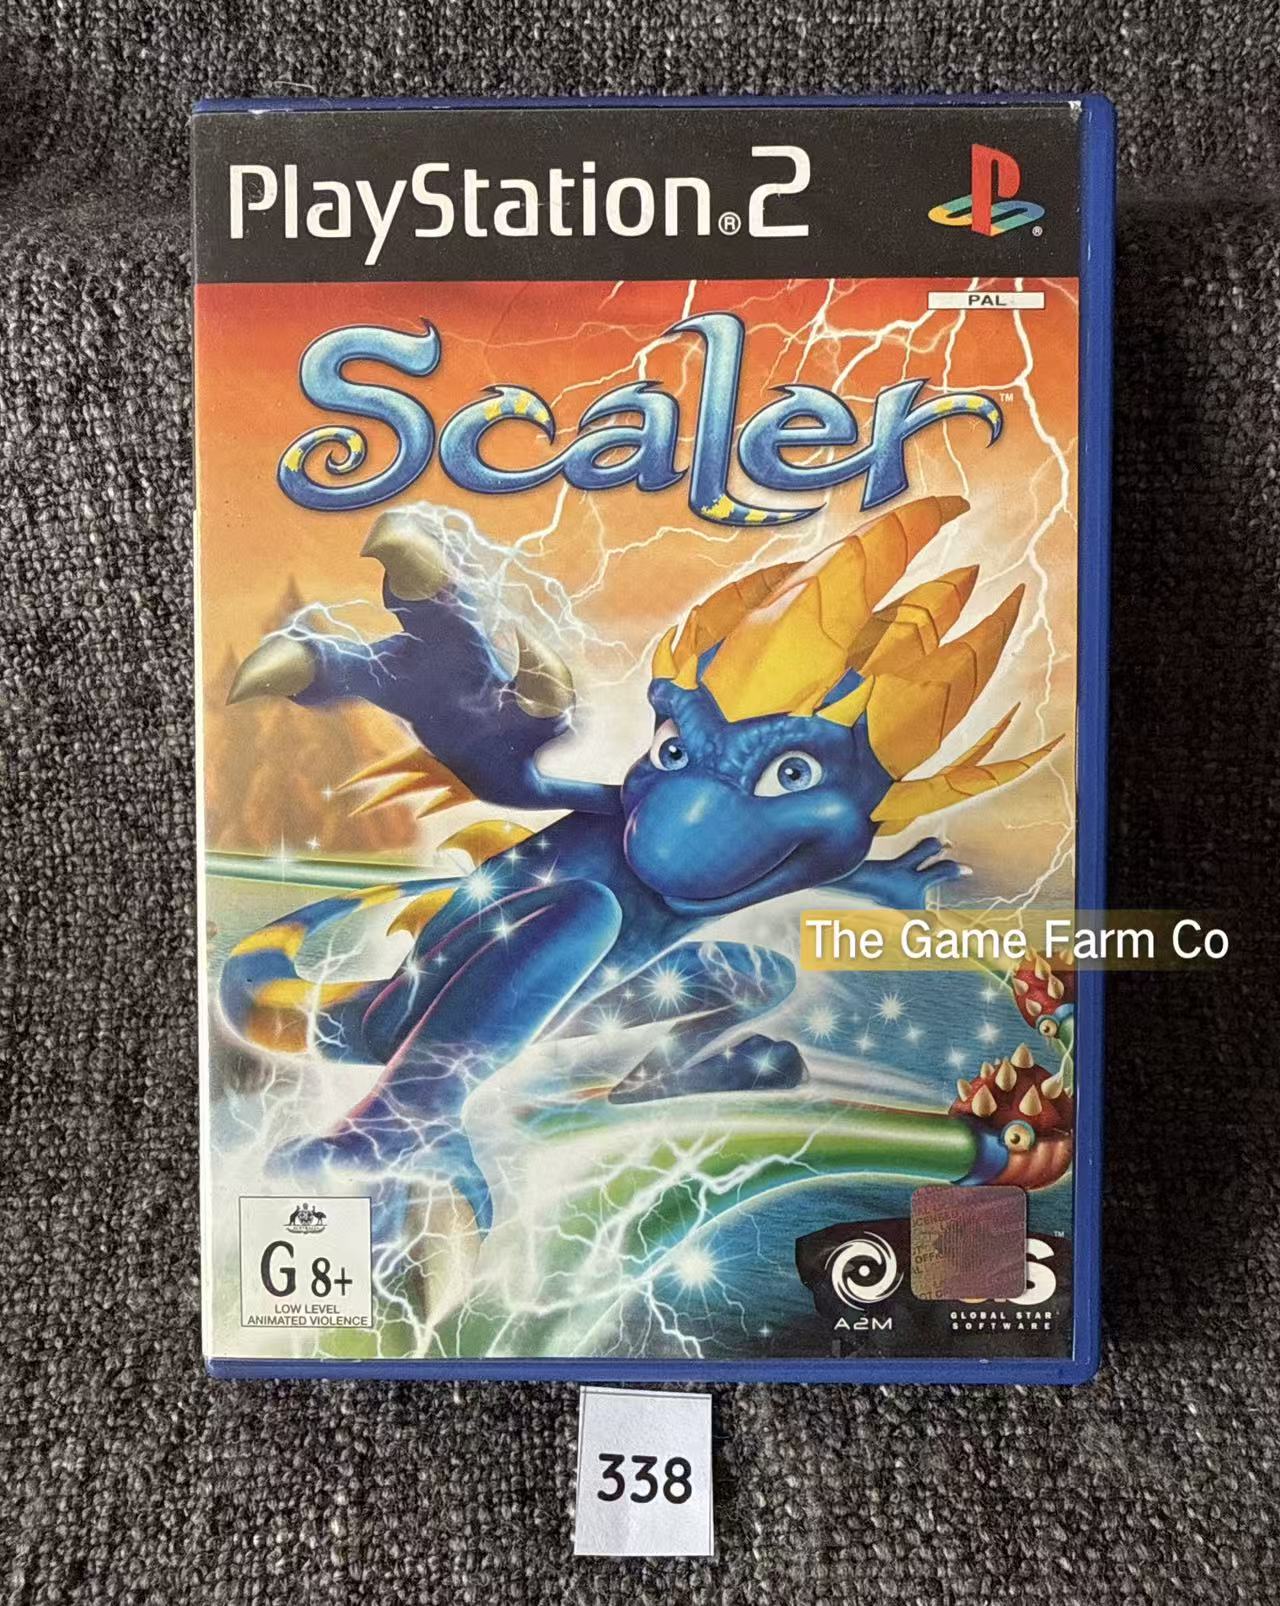 PlayStation®2
PAL
Scaler™
The Game Farm Co
G 8+
LOW LEVEL
ANIMATED VIOLENCE
A2M
GLOBAL STAR
SOFTWARE
338